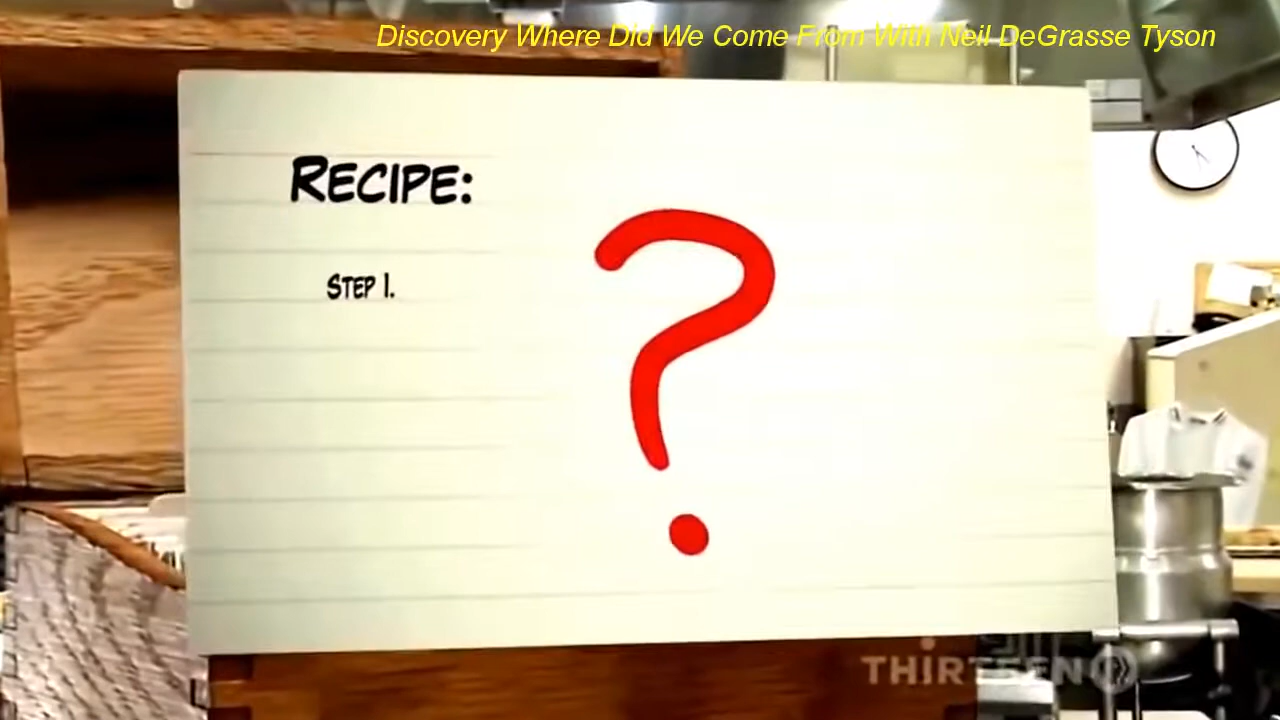 Discovery Where Did We Come From With Neil DeGrasse Tyson
RECIPE:
STEP 1.
?
THiRTEEN